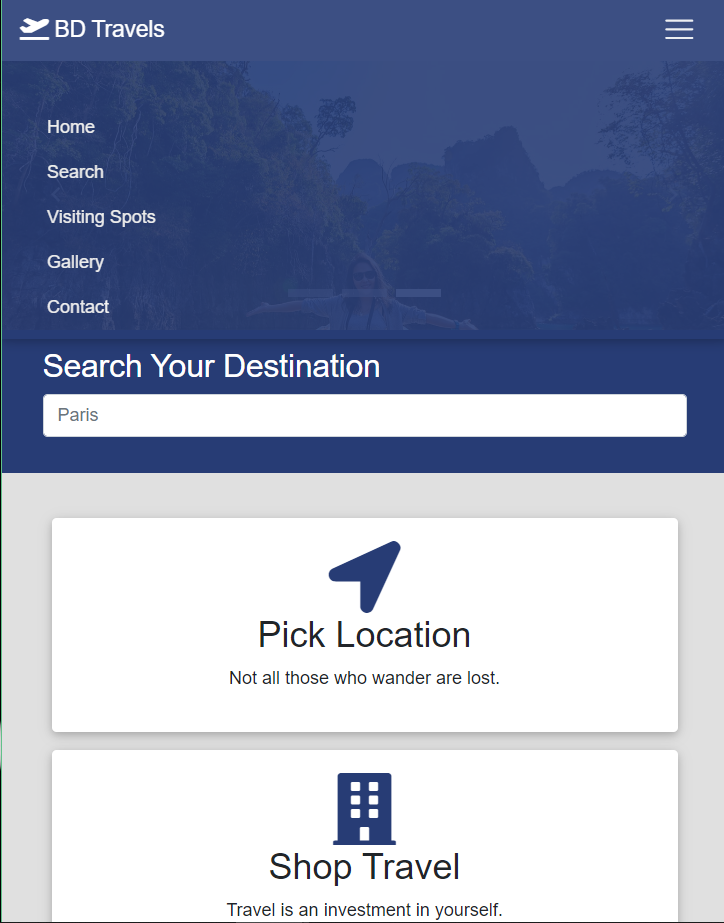 BD Travels
Home
Search
Visiting Spots
Gallery
Contact
Search Your Destination
Paris
Pick Location
Not all those who wander are lost.
Shop Travel
Travel is an investment in yourself.